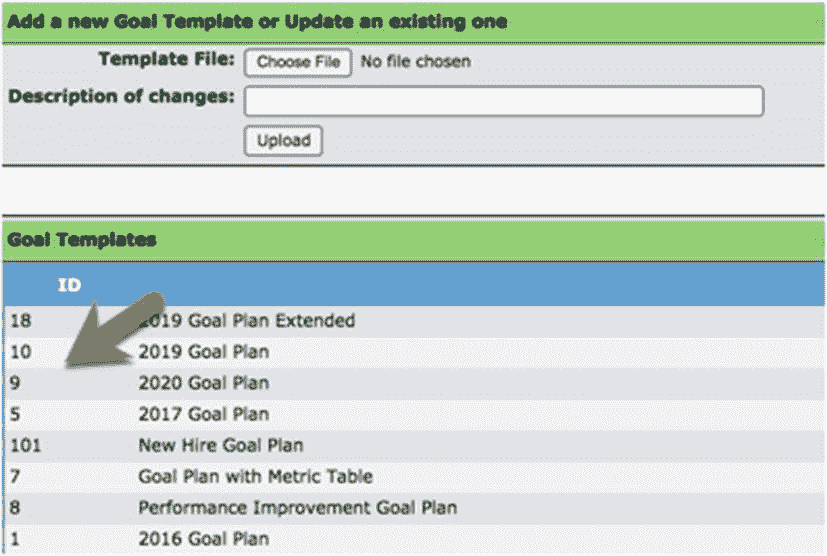 Add a new Goal Template or Update an existing one
Template File: Choose File No file chosen
Description of changes:
Upload
Goal Templates
ID
18 2019 Goal Plan Extended
10 2019 Goal Plan
9 2020 Goal Plan
5 2017 Goal Plan
101 New Hire Goal Plan
7 Goal Plan with Metric Table
8 Performance Improvement Goal Plan
1 2016 Goal Plan